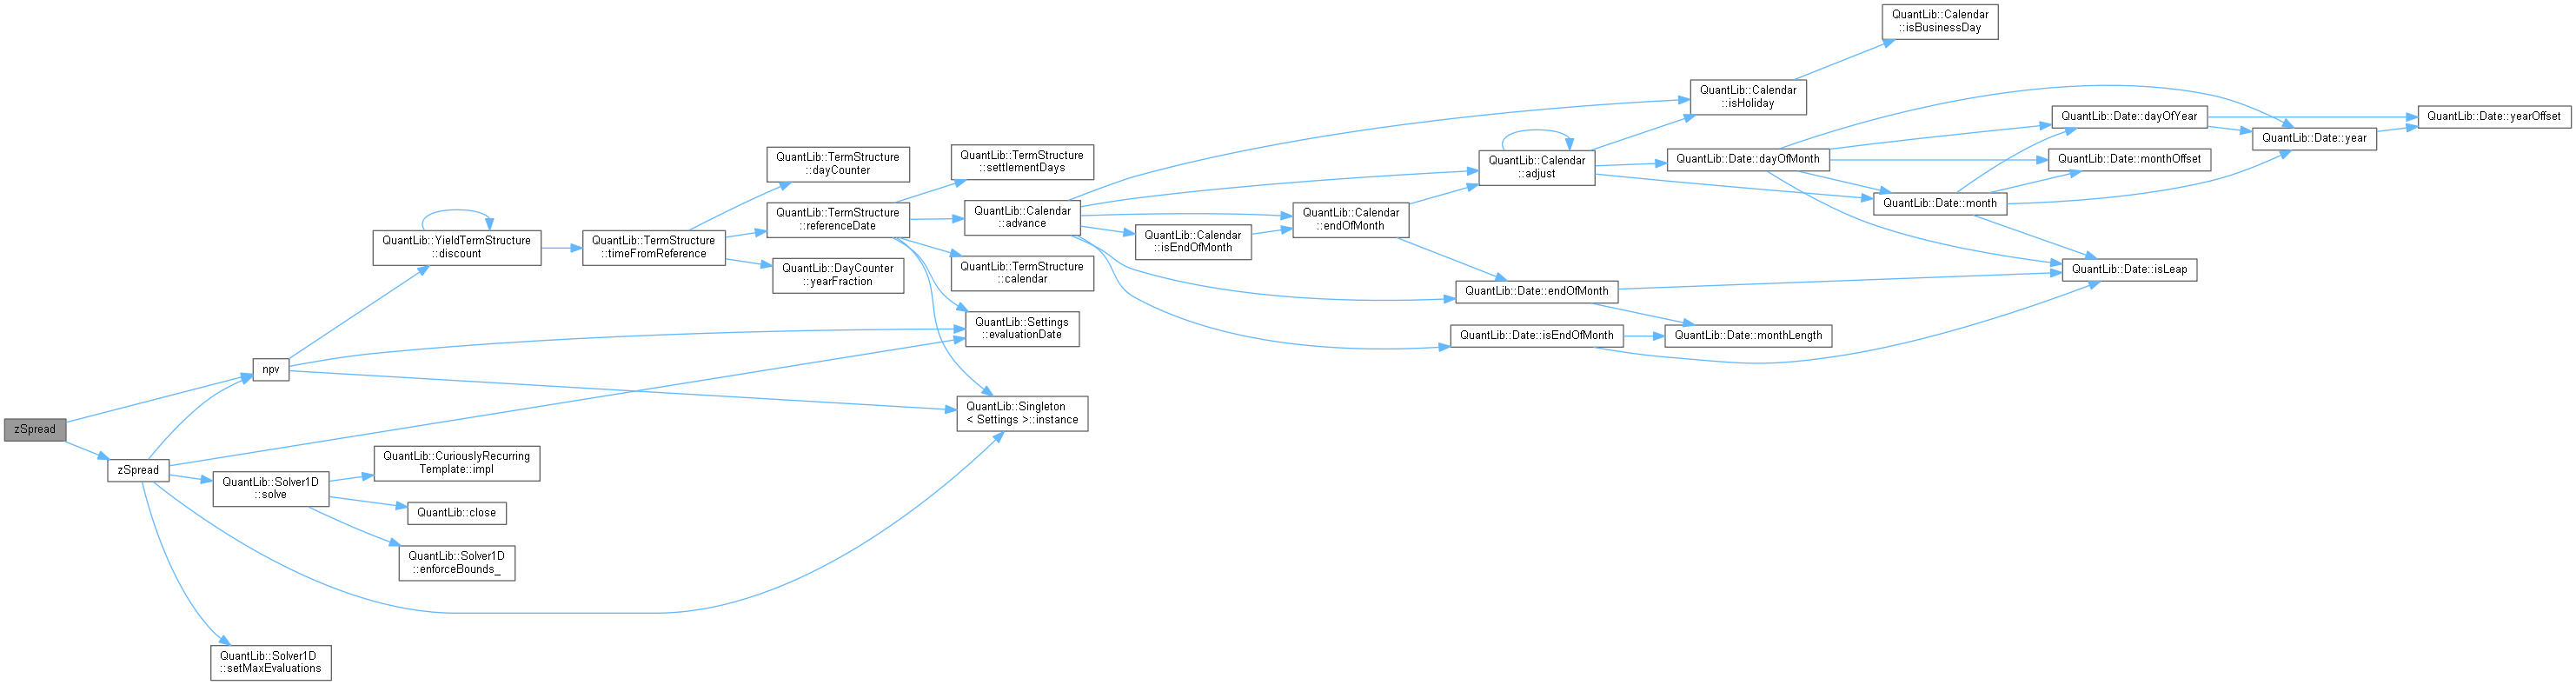 zSpread
npv
zSpread
QuantLib::YieldTermStructure
::discount
QuantLib::CuriouslyRecurring
Template::impl
QuantLib::Solver1D
::solve
QuantLib::close
QuantLib::Solver1D
::enforceBounds_
QuantLib::Solver1D
::setMaxEvaluations
QuantLib::TermStructure
::timeFromReference
QuantLib::TermStructure
::dayCounter
QuantLib::TermStructure
::referenceDate
QuantLib::DayCounter
::yearFraction
QuantLib::TermStructure
::settlementDays
QuantLib::Calendar
::advance
QuantLib::TermStructure
::calendar
QuantLib::Settings
::evaluationDate
QuantLib::Singleton
< Settings >::instance
QuantLib::Calendar
::isEndOfMonth
QuantLib::Calendar
::endOfMonth
QuantLib::Calendar
::adjust
QuantLib::Date::endOfMonth
QuantLib::Date::isEndOfMonth
QuantLib::Calendar
::isHoliday
QuantLib::Date::dayOfMonth
QuantLib::Date::monthLength
QuantLib::Calendar
::isBusinessDay
QuantLib::Date::month
QuantLib::Date::dayOfYear
QuantLib::Date::monthOffset
QuantLib::Date::isLeap
QuantLib::Date::year
QuantLib::Date::yearOffset